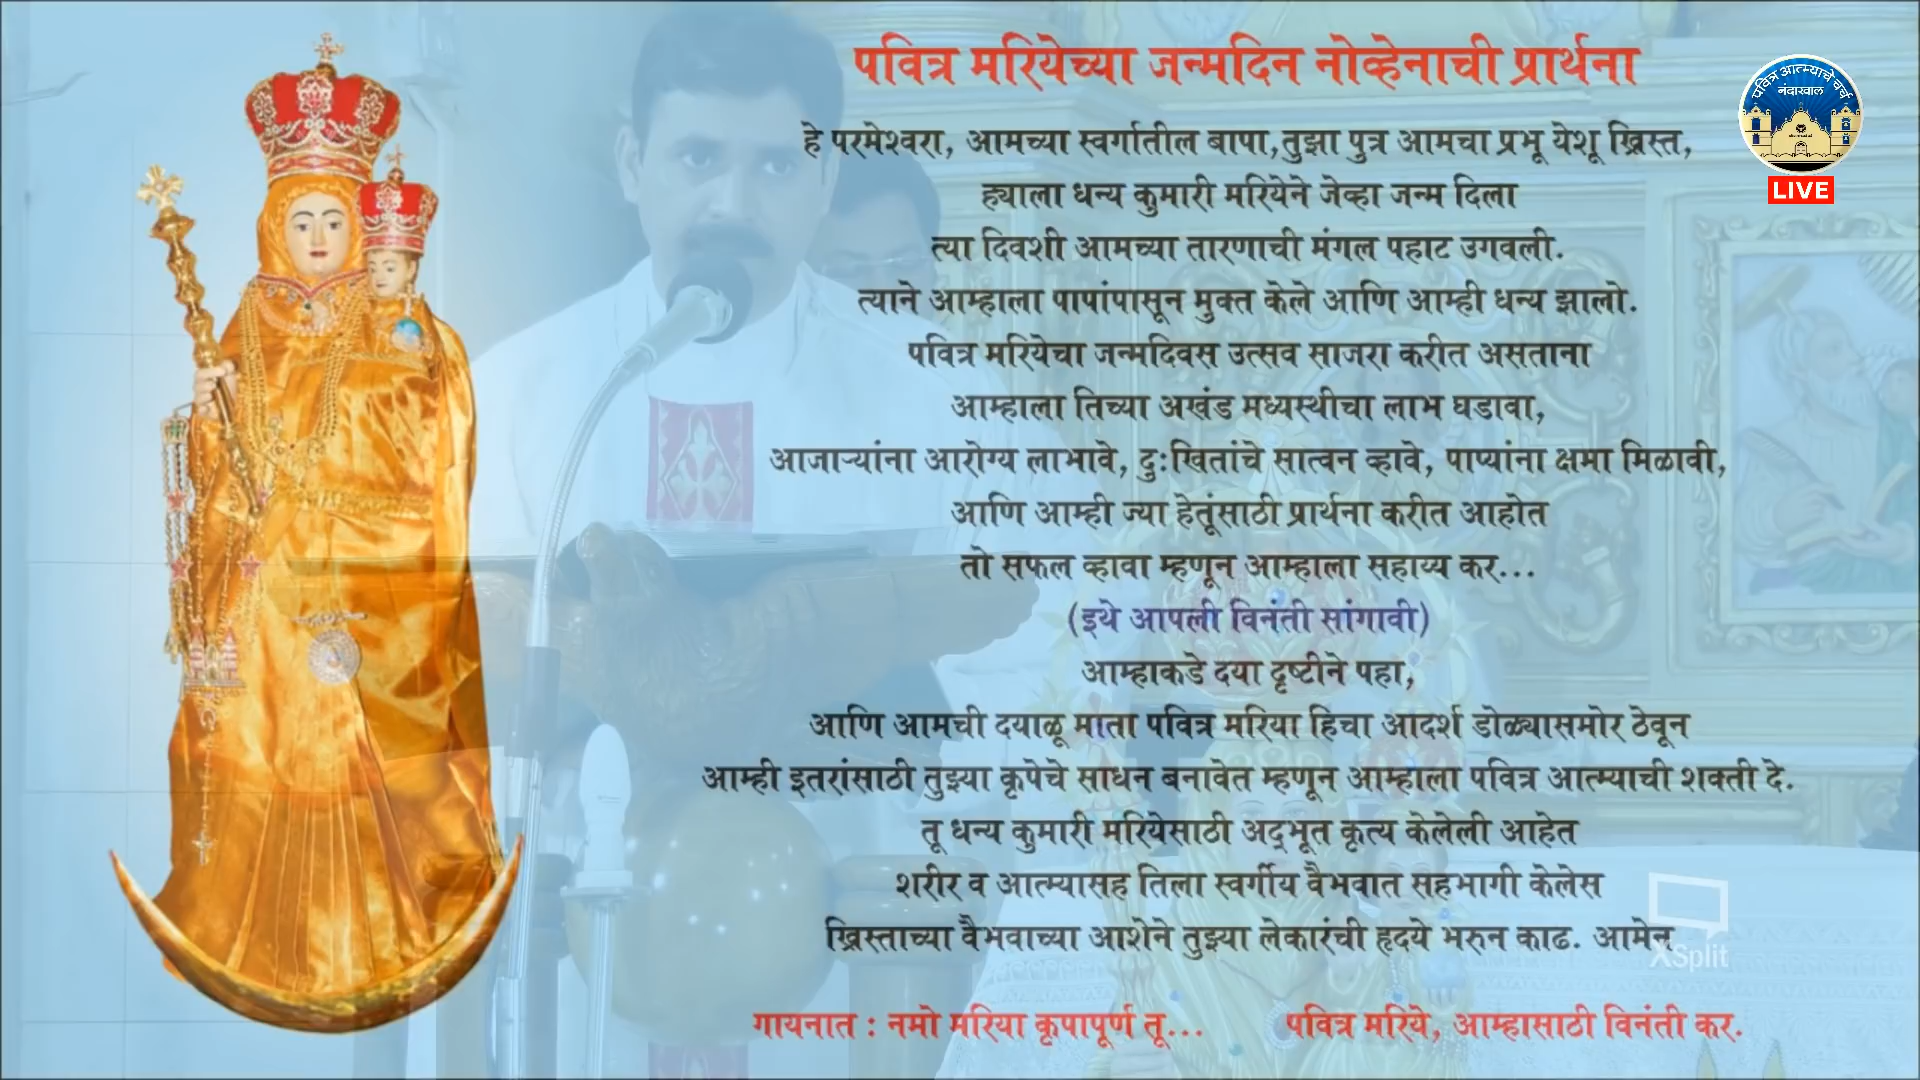 पवित्र मरियेच्या जन्मदिन नोव्हेनाची प्रार्थना
पवित्र आत्म्याचे चर्च
नंदाखाल
LIVE
हे परमेश्वरा, आमच्या स्वर्गातील बापा,तुझा पुत्र आमचा प्रभू येशू ख्रिस्त,
ह्याला धन्य कुमारी मरियेने जेव्हा जन्म दिला
त्या दिवशी आमच्या तारणाची मंगल पहाट उगवली.
त्याने आम्हाला पापांपासून मुक्त केले आणि आम्ही धन्य झालो.
पवित्र मरियेचा जन्मदिवस उत्सव साजरा करीत असताना
आम्हाला तिच्या अखंड मध्यस्थीचा लाभ घडावा,
आजाऱ्यांना आरोग्य लाभावे, दुःखितांचे सात्वन व्हावे, पाप्यांना क्षमा मिळावी,
आणि आम्ही ज्या हेतूंसाठी प्रार्थना करीत आहोत
तो सफल व्हावा म्हणून आम्हाला सहाय्य कर...
(इथे आपली विनंती सांगावी)
आम्हाकडे दया दृष्टीने पहा,
आणि आमची दयाळू माता पवित्र मरिया हिचा आदर्श डोळ्यासमोर ठेवून
आम्ही इतरांसाठी तुझ्या कृपेचे साधन बनावेत म्हणून आम्हाला पवित्र आत्म्याची शक्ती दे.
तू धन्य कुमारी मरियेसाठी अद्‌भूत कृत्य केलेली आहेत
शरीर व आत्म्यासह तिला स्वर्गीय वैभवात सहभागी केलेस
ख्रिस्ताच्या वैभवाच्या आशेने तुझ्या लेकारंची हृदये भरुन काढ. आमेन
XSplit
गायनात : नमो मरिया कृपापूर्ण तू... पवित्र मरिये, आम्हासाठी विनंती कर.